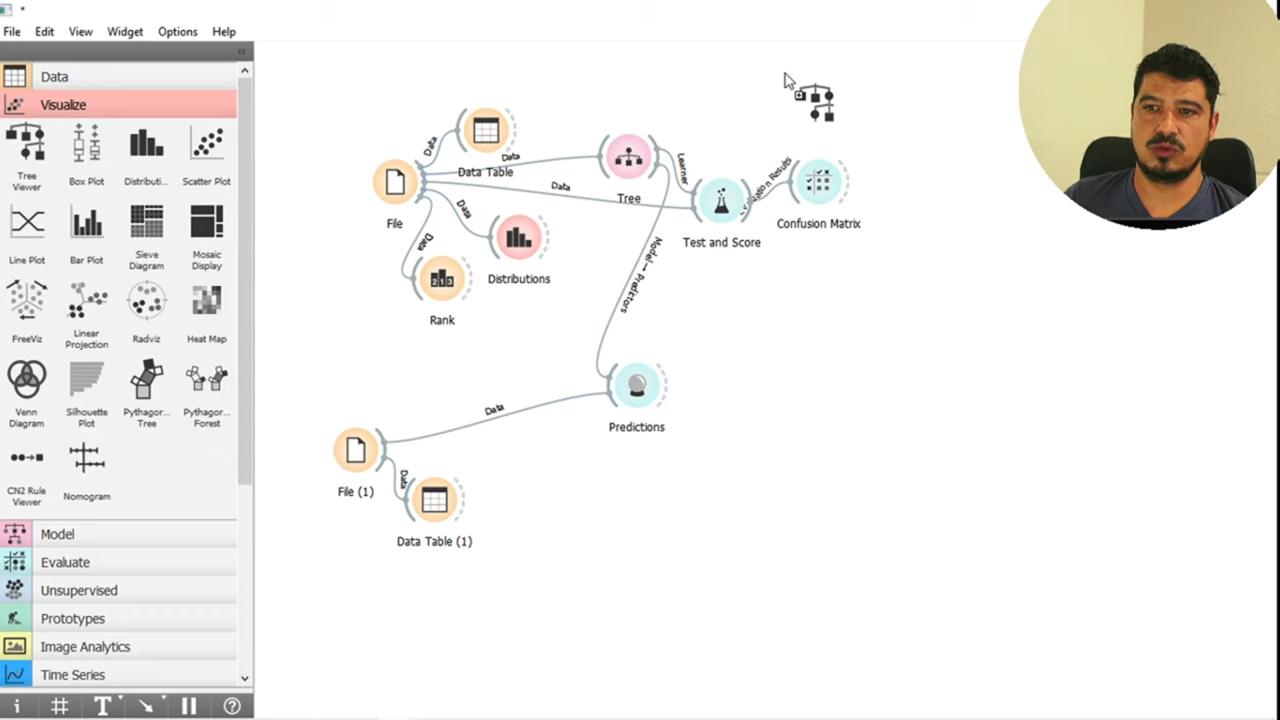 File Edit View Widget Options Help
Data
Visualize
Tree Viewer
Box Plot
Distributi...
Scatter Plot
Line Plot
Bar Plot
Sieve Diagram
Mosaic Display
FreeViz
Linear Projection
Radviz
Heat Map
Venn Diagram
Silhouette Plot
Pythagor... Tree
Pythagor... Forest
CN2 Rule Viewer
Nomogram
Model
Evaluate
Unsupervised
Prototypes
Image Analytics
Time Series
Data
Data Table
Data
Data
File
Data
Data
Distributions
123
Rank
Tree
Learner
Test and Score
Results
Confusion Matrix
Model → Predictors
Predictions
Data
File (1)
Data
Data Table (1)